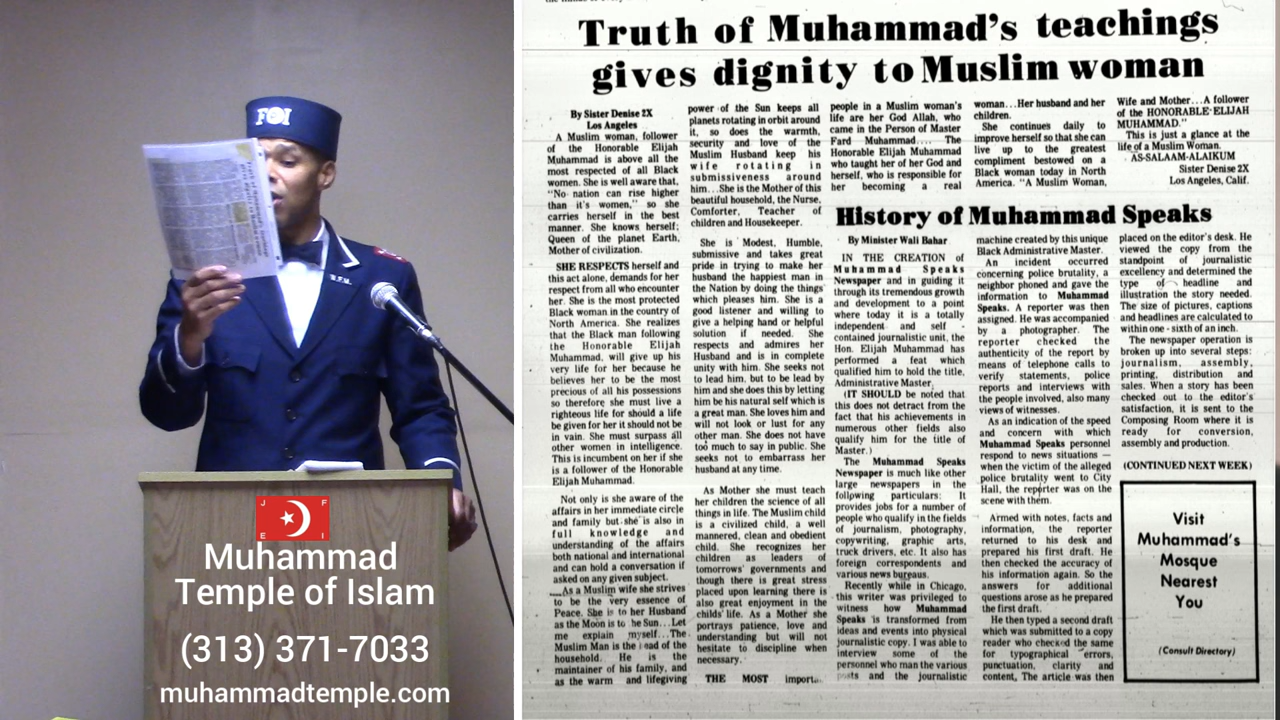 FOI
J F
E I
Muhammad
Temple of Islam
(313) 371-7033
muhammadtemple.com
Truth of Muhammad's teachings
gives dignity to Muslim woman
By Sister Denise 2X
Los Angeles
A Muslim woman, follower
of the Honorable Elijah
Muhammad is above all the
most respected of all Black
women. She is well aware that,
"No nation can rise higher
than it's women," so she
carries herself in the best
manner. She knows herself;
Queen of the planet Earth,
Mother of civilization.
SHE RESPECTS herself and
this act alone, demands for her
respect from all who encounter
her. She is the most protected
Black woman in the country of
North America. She realizes
that the Black man following
the Honorable Elijah
Muhammad, will give up his
very life for her because he
believes her to be the most
precious of all his possessions
so therefore she must live a
righteous life for should a life
be given for her it should not be
in vain. She must surpass all
other women in intelligence.
This is incumbent on her if she
is a follower of the Honorable
Elijah Muhammad.
Not only is she aware of the
affairs in her immediate circle
and family but she is also in
full knowledge and
understanding of the affairs
both national and international
and can hold a conversation if
asked on any given subject.
As a Muslim wife she strives
to be the very essence of
Peace. She is to her Husband
as the Moon is to he Sun...Let
me explain myself...The
Muslim Man is the ead of the
household. He is the
maintainer of his family, and
as the warm and lifegiving
power of the Sun keeps all
planets rotating in orbit around
it, so does the warmth,
security and love of the
Muslim Husband keep his
wife rotating in
submissiveness around
him...She is the Mother of this
beautiful household, the Nurse,
Comforter, Teacher of
children and Housekeeper.
She is Modest, Humble,
submissive and takes great
pride in trying to make her
husband the happiest man in
the Nation by doing the things
which pleases him. She is a
good listener and willing to
give a helping hand or helpful
solution if needed. She
respects and admires her
Husband and is in complete
unity with him. She seeks not
to lead him, but to be lead by
him and she does this by letting
him be his natural self which is
a great man. She loves him and
will not look or lust for any
other man. She does not have
too much to say in public. She
seeks not to embarrass her
husband at any time.
As Mother she must teach
her children the science of all
things in life. The Muslim child
is a civilized child, a well
mannered, clean and obedient
child. She recognizes her
children as leaders of
tomorrows' governments and
though there is great stress
placed upon learning there is
also great enjoyment in the
childs' life. As a Mother she
portrays patience, love and
understanding but will not
hesitate to discipline when
necessary.
THE MOST import
people in a Muslim woman's
life are her God Allah, who
came in the Person of Master
Fard Muhammad.... The
Honorable Elijah Muhammad
who taught her of her God and
herself, who is responsible for
her becoming a real
woman...Her husband and her
children.
She continues daily to
improve herself so that she can
live up to the greatest
compliment bestowed on a
Black woman today in North
America. "A Muslim Woman,
Wife and Mother...A follower
of the HONORABLE ELIJAH
MUHAMMAD."
This is just a glance at the
life of a Muslim Woman.
AS-SALAAM-ALAIKUM
Sister Denise 2X
Los Angeles, Calif.
History of Muhammad Speaks
By Minister Wali Bahar
IN THE CREATION of
Muhammad Speaks
Newspaper and in guiding it
through its tremendous growth
and development to a point
where today it is a totally
independent and self -
contained journalistic unit, the
Hon. Elijah Muhammad has
performed a feat which
qualified him to hold the title,
Administrative Master.
(IT SHOULD be noted that
this does not detract from the
fact that his achievements in
numerous other fields also
qualify him for the title of
Master.)
The Muhammad Speaks
Newspaper is much like other
large newspapers in the
following particulars: It
provides jobs for a number of
people who qualify in the fields
of journalism, photography,
copywriting, graphic arts,
truck drivers, etc. It also has
foreign correspondents and
various news bureaus.
Recently while in Chicago,
this writer was privileged to
witness how Muhammad
Speaks is transformed from
ideas and events into physical
journalistic copy. I was able to
interview some of the
personnel who man the various
posts and the journalistic
machine created by this unique
Black Administrative Master.
An incident occurred
concerning police brutality, a
neighbor phoned and gave the
information to Muhammad
Speaks. A reporter was then
assigned. He was accompanied
by a photographer. The
reporter checked the
authenticity of the report by
means of telephone calls to
verify statements, police
reports and interviews with
the people involved, also many
views of witnesses.
As an indication of the speed
and concern with which
Muhammad Speaks personnel
respond to news situations —
when the victim of the alleged
police brutality went to City
Hall, the reporter was on the
scene with them.
Armed with notes, facts and
information, the reporter
returned to his desk and
prepared his first draft. He
then checked the accuracy of
his information again. So the
answers for additional
questions arose as he prepared
the first draft.
He then typed a second draft
which was submitted to a copy
reader who checked the same
for typographical errors,
punctuation, clarity and
content. The article was then
placed on the editor's desk. He
viewed the copy from the
standpoint of journalistic
excellency and determined the
type of headline and
illustration the story needed.
The size of pictures, captions
and headlines are calculated to
within one - sixth of an inch.
The newspaper operation is
broken up into several steps:
journalism, assembly,
printing, distribution and
sales. When a story has been
checked out to the editor's
satisfaction, it is sent to the
Composing Room where it is
ready for conversion,
assembly and production.
(CONTINUED NEXT WEEK)
Visit
Muhammad's
Mosque
Nearest
You
(Consult Directory)